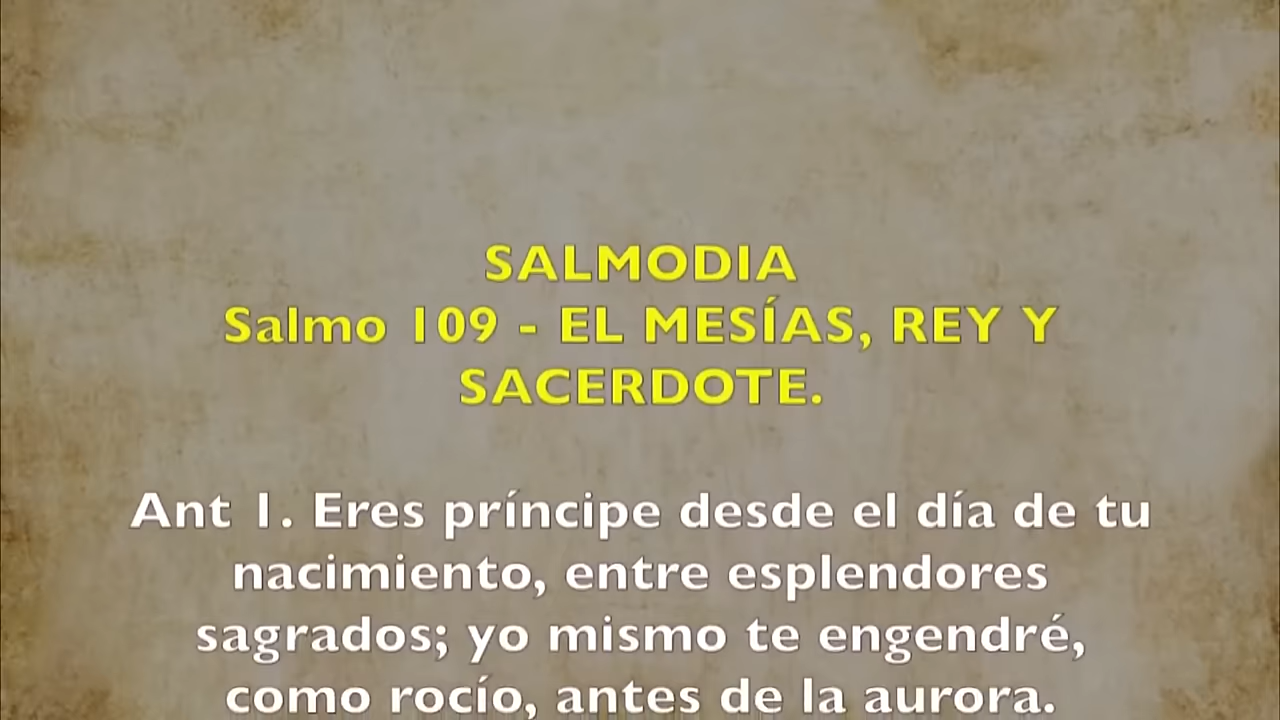 SALMODIA
Salmo 109 - EL MESÍAS, REY Y
SACERDOTE.
Ant 1. Eres príncipe desde el día de tu
nacimiento, entre esplendores
sagrados; yo mismo te engendré,
como rocío, antes de la aurora.